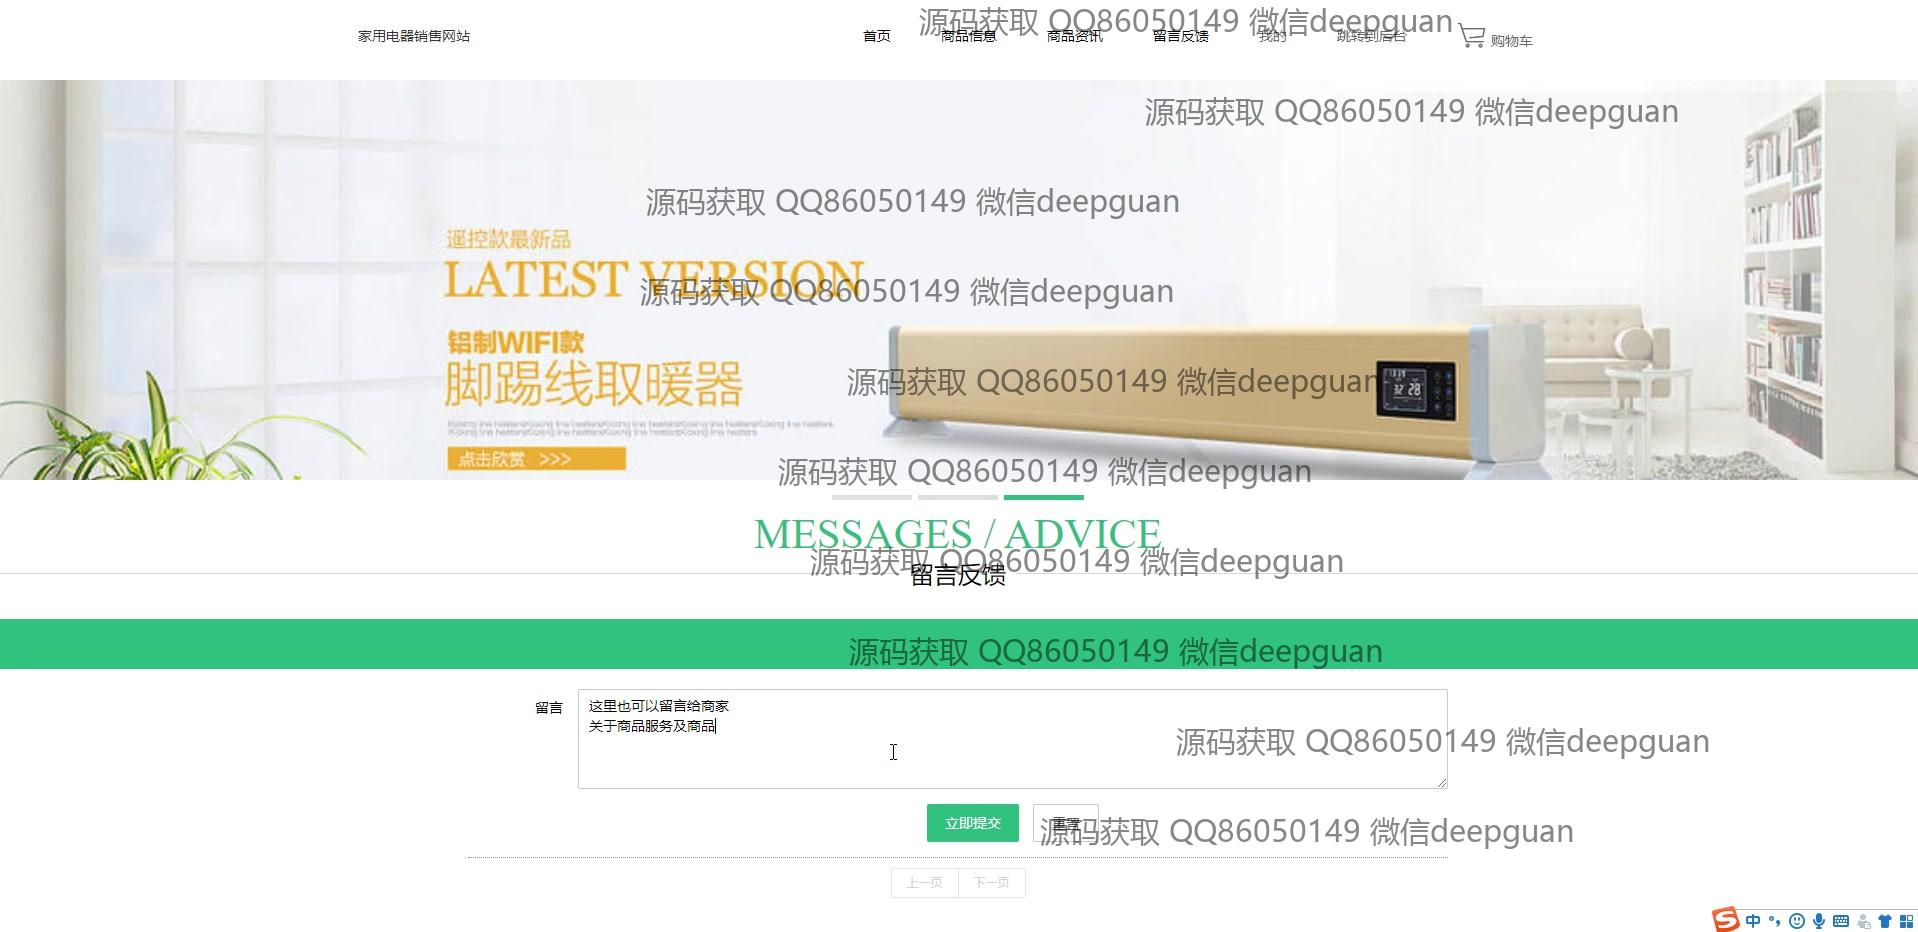 家用电器销售网站
首页 商品信息 商品资讯 留言反馈 我的 跳转到后台 购物车
源码获取 QQ86050149 微信deepguan
源码获取 QQ86050149 微信deepguan
源码获取 QQ86050149 微信deepguan
遥控款最新品
LATEST VERSION
源码获取 QQ86050149 微信deepguan
铝制WIFI款
脚踢线取暖器
源码获取 QQ86050149 微信deepguan
点击欣赏 >>>
源码获取 QQ86050149 微信deepguan
MESSAGES / ADVICE
源码获取 QQ86050149 微信deepguan
留言反馈
源码获取 QQ86050149 微信deepguan
留言
这里也可以留言给商家
关于商品服务及商品
源码获取 QQ86050149 微信deepguan
立即提交 重置
源码获取 QQ86050149 微信deepguan
上一页 下一页
中